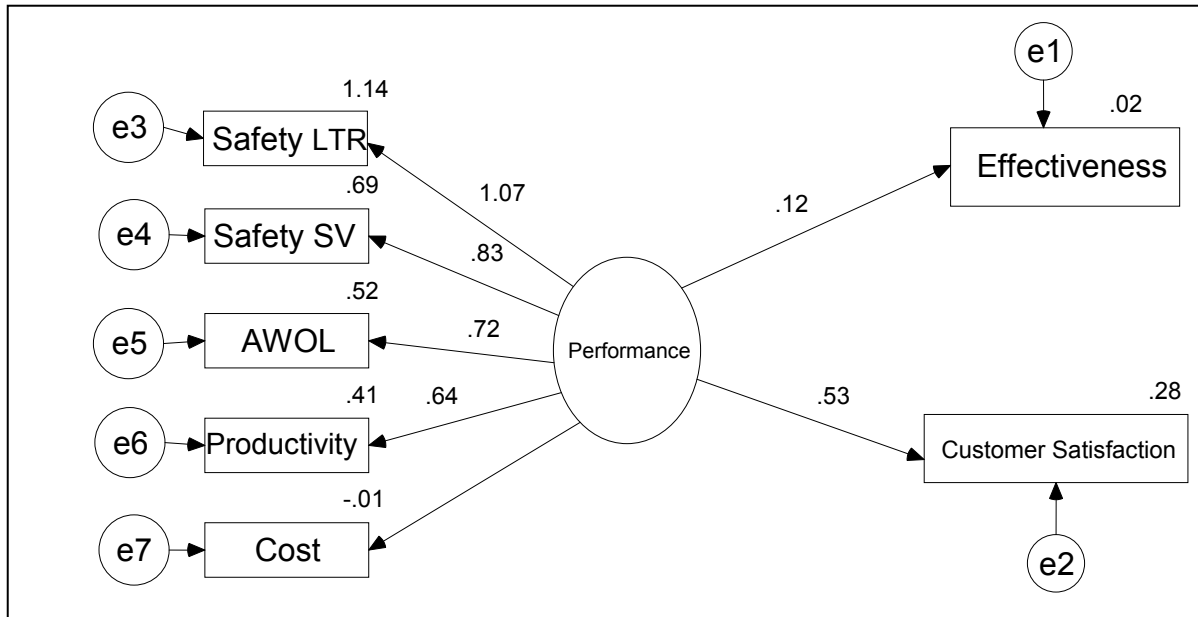 e1
1.14
.02
e3
Safety LTR
Effectiveness
.69
1.07
.12
e4
Safety SV
.83
.52
e5
AWOL
.72
Performance
.41
.64
.53
.28
e6
Productivity
Customer Satisfaction
-.01
e7
Cost
e2